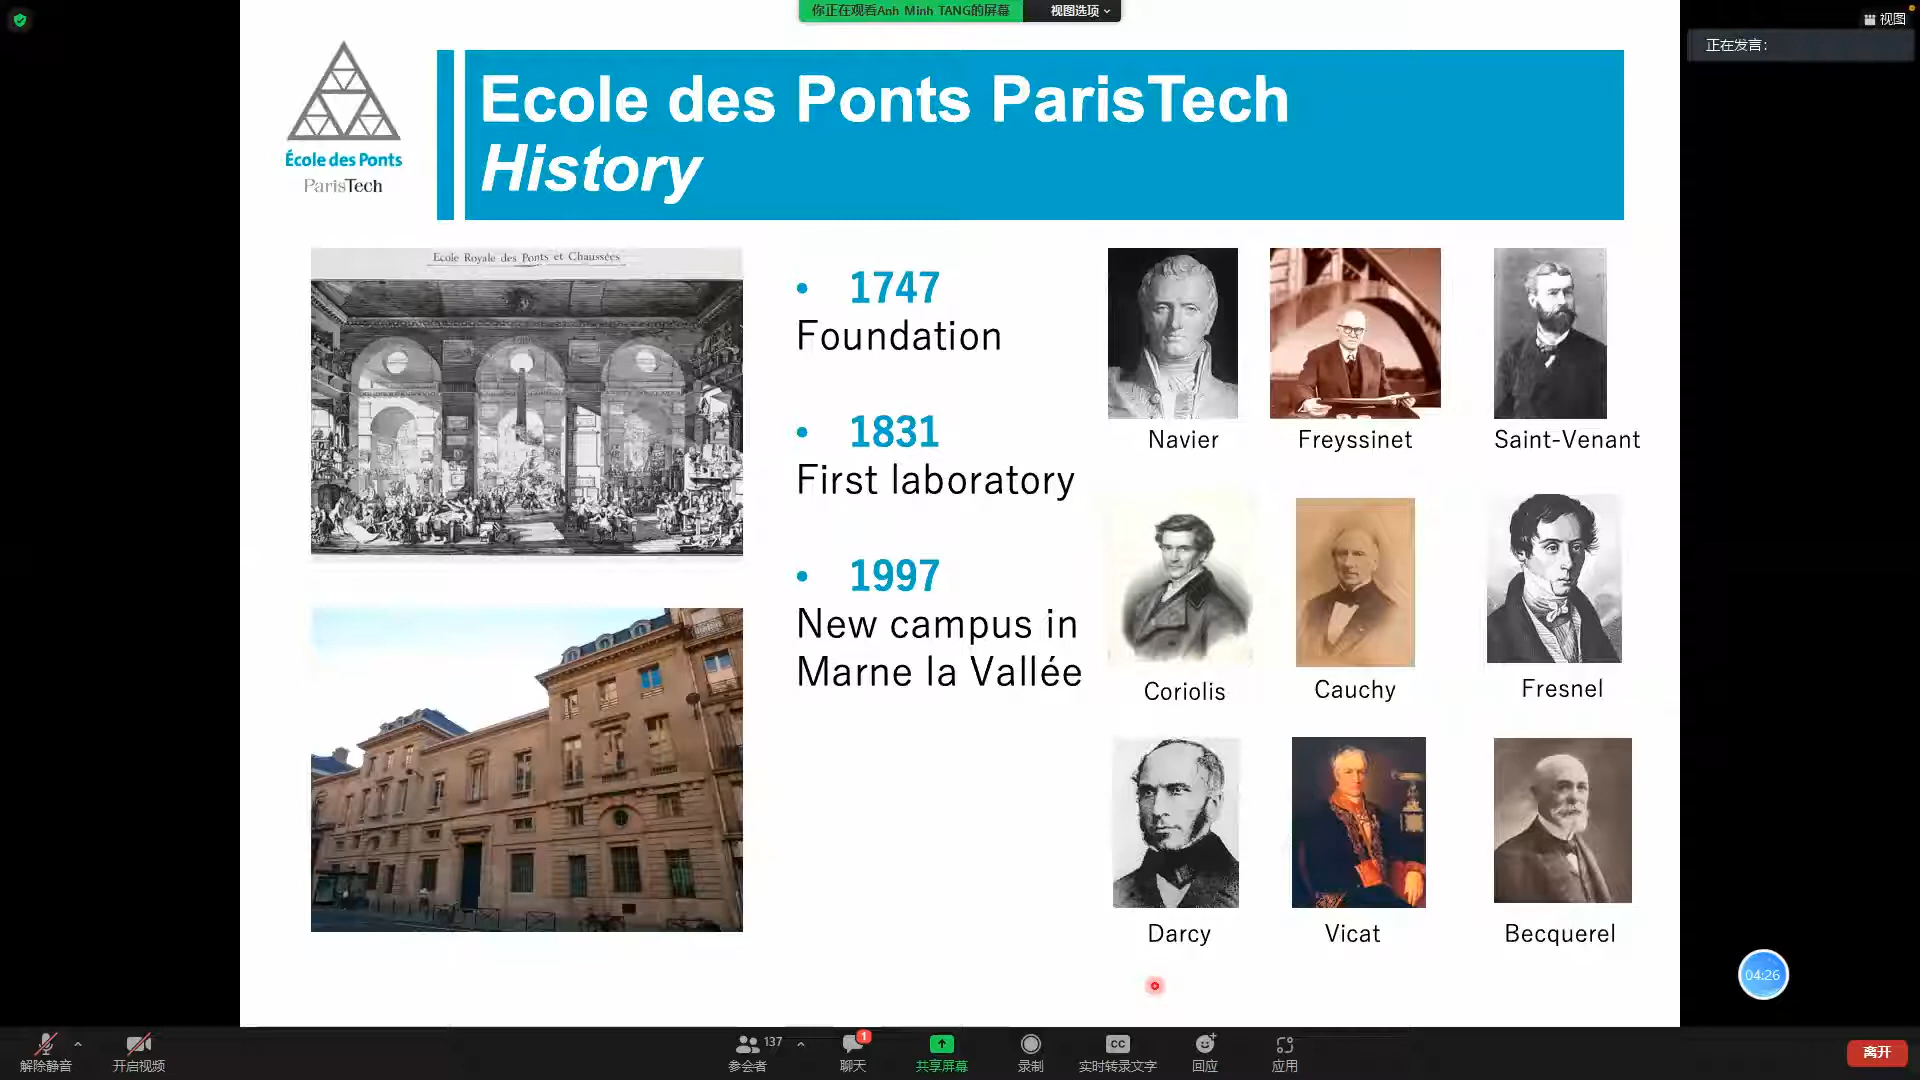 你正在观看Anh Minh TANG的屏幕
视图选项
视图
正在发言:
École des Ponts
ParisTech
Ecole des Ponts ParisTech
History
Ecole Royale des Ponts et Chaussées
• 1747
Foundation
• 1831
First laboratory
• 1997
New campus in
Marne la Vallée
Navier
Freyssinet
Saint-Venant
Coriolis
Cauchy
Fresnel
Darcy
Vicat
Becquerel
04:26
解除静音
开启视频
137
参会者
1
聊天
共享屏幕
录制
CC
实时转录文字
回应
应用
离开